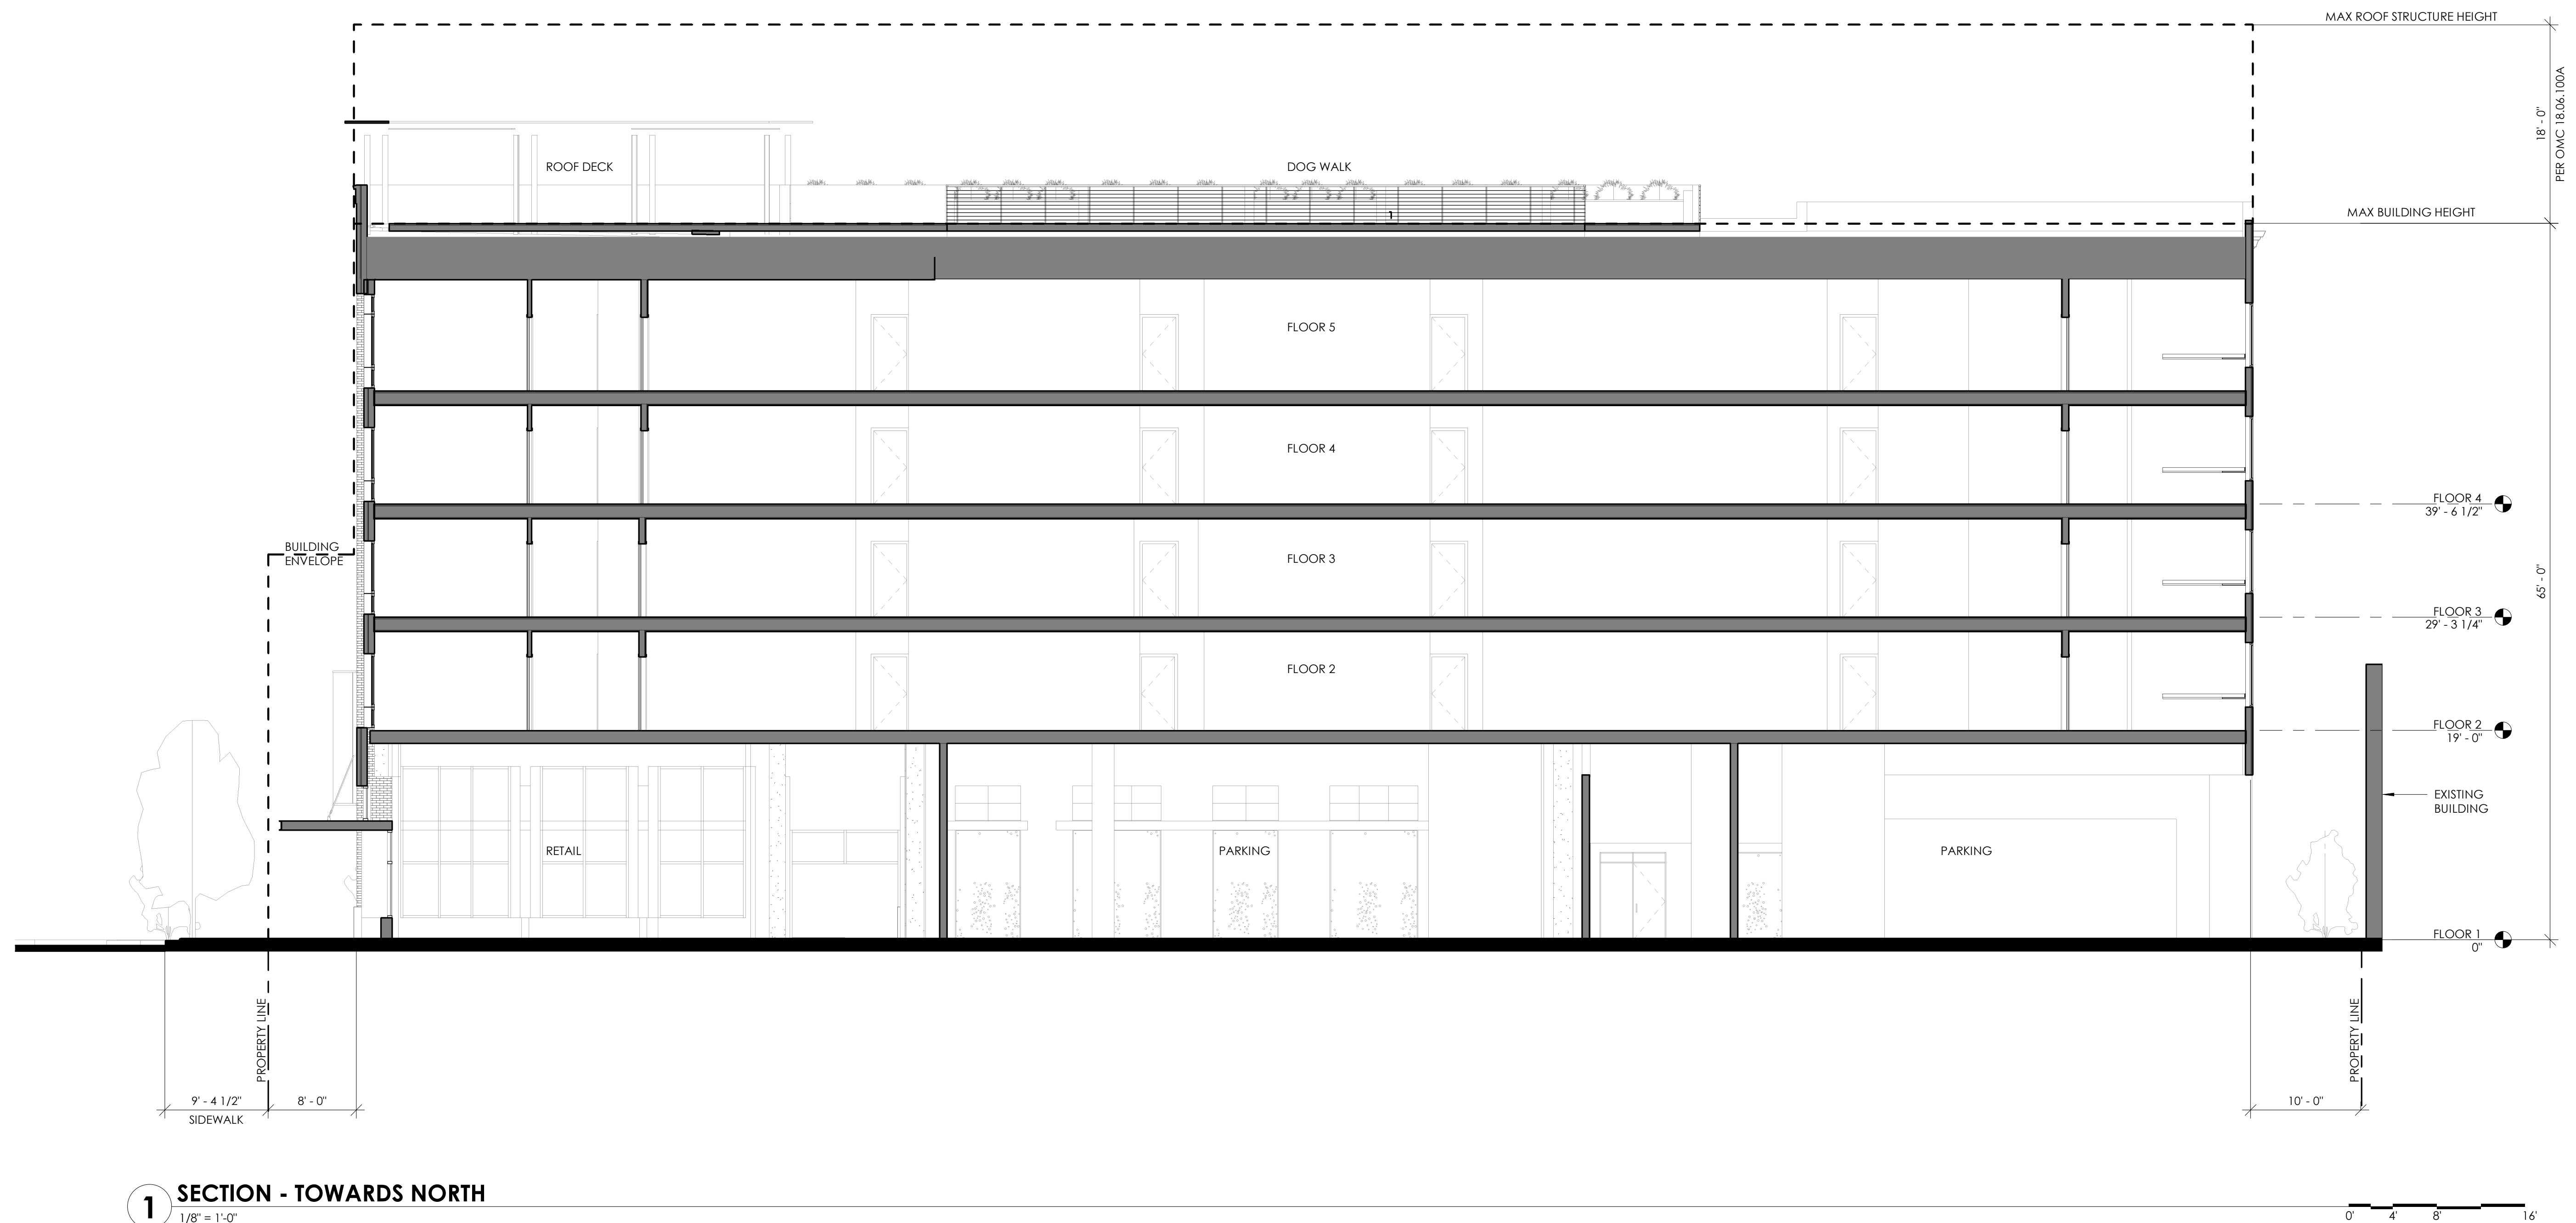 MAX ROOF STRUCTURE HEIGHT
18' - 0"
PER OMC 18.06.100A
ROOF DECK
DOG WALK
1
MAX BUILDING HEIGHT
FLOOR 5
FLOOR 4
FLOOR 4
39' - 6 1/2"
BUILDING
ENVELOPE
FLOOR 3
65' - 0"
FLOOR 3
29' - 3 1/4"
FLOOR 2
FLOOR 2
19' - 0"
EXISTING
BUILDING
RETAIL
PARKING
PARKING
FLOOR 1
0"
PROPERTY LINE
PROPERTY LINE
9' - 4 1/2"
8' - 0"
10' - 0"
SIDEWALK
1
SECTION - TOWARDS NORTH
1/8" = 1'-0"
0' 4' 8' 16'